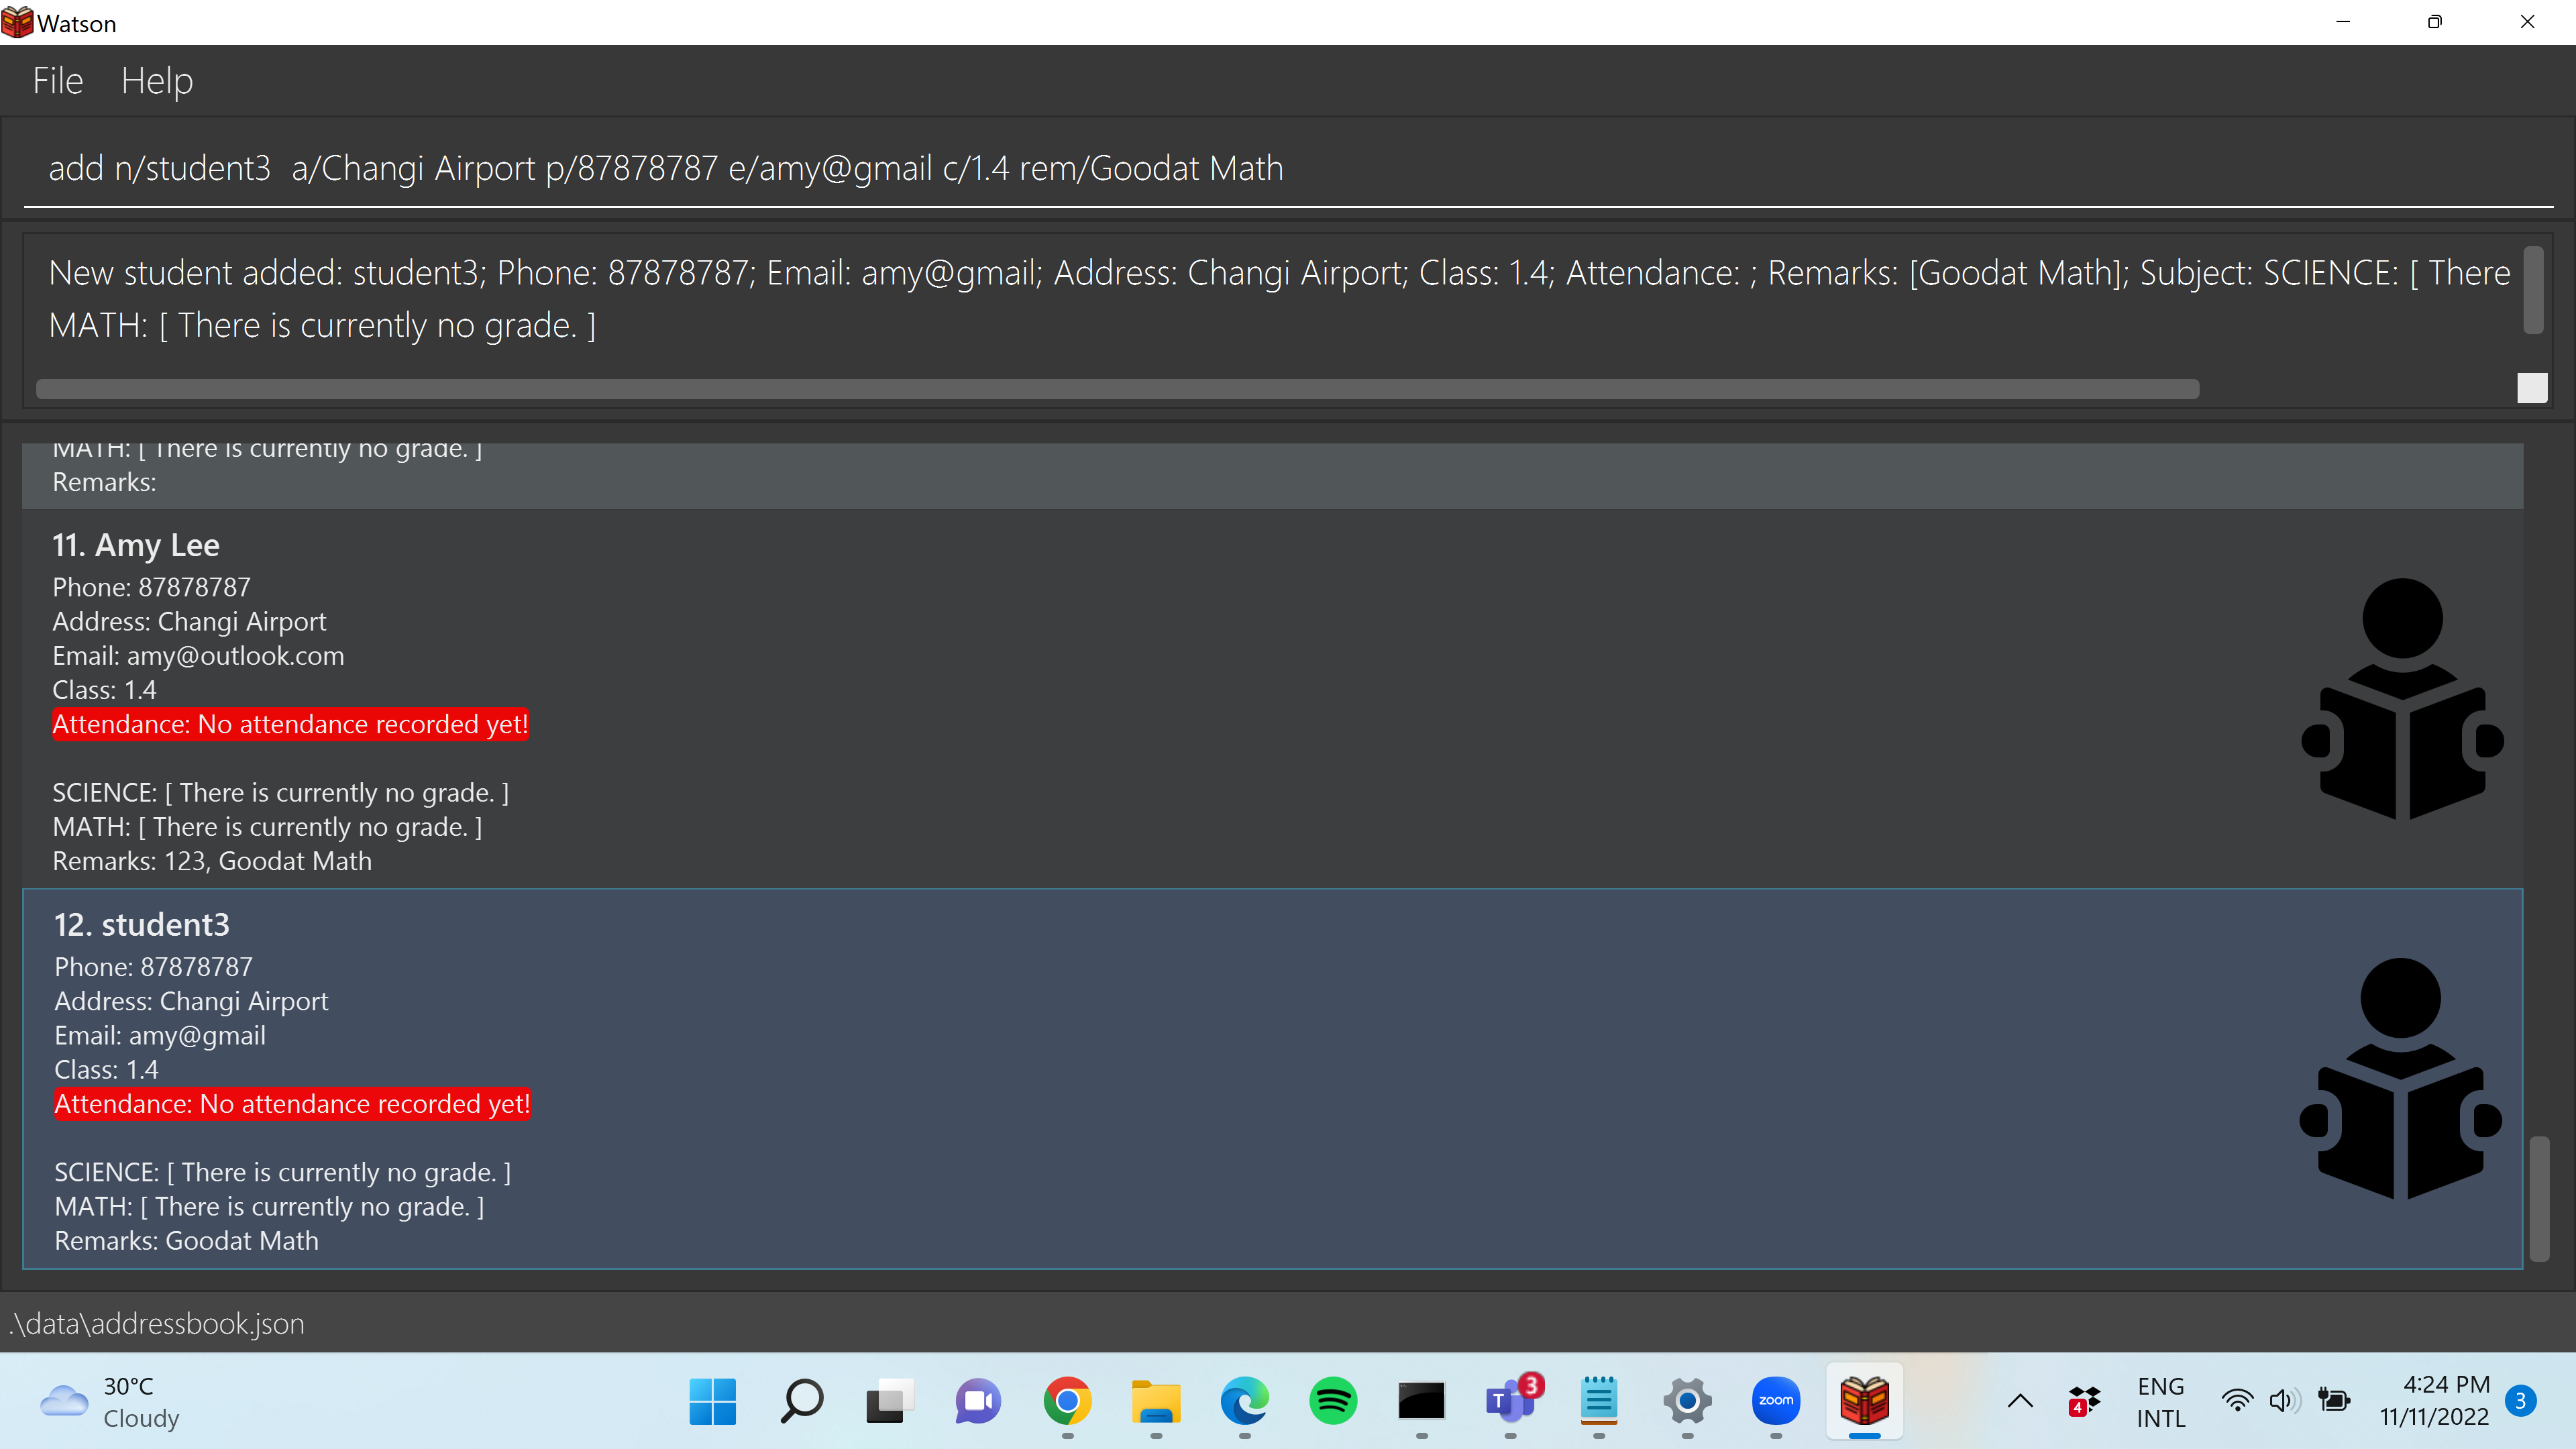 Watson
File Help
add n/student3  a/Changi Airport p/87878787 e/amy@gmail c/1.4 rem/Goodat Math
New student added: student3; Phone: 87878787; Email: amy@gmail; Address: Changi Airport; Class: 1.4; Attendance: ; Remarks: [Goodat Math]; Subject: SCIENCE: [ There
MATH: [ There is currently no grade. ]
MATH: [ There is currently no grade. ]
Remarks:
11. Amy Lee
Phone: 87878787
Address: Changi Airport
Email: amy@outlook.com
Class: 1.4
Attendance: No attendance recorded yet!
SCIENCE: [ There is currently no grade. ]
MATH: [ There is currently no grade. ]
Remarks: 123, Goodat Math
12. student3
Phone: 87878787
Address: Changi Airport
Email: amy@gmail
Class: 1.4
Attendance: No attendance recorded yet!
SCIENCE: [ There is currently no grade. ]
MATH: [ There is currently no grade. ]
Remarks: Goodat Math
.\data\addressbook.json
30°C
Cloudy
T 3
zoom
4
ENG
INTL
4:24 PM
11/11/2022
3